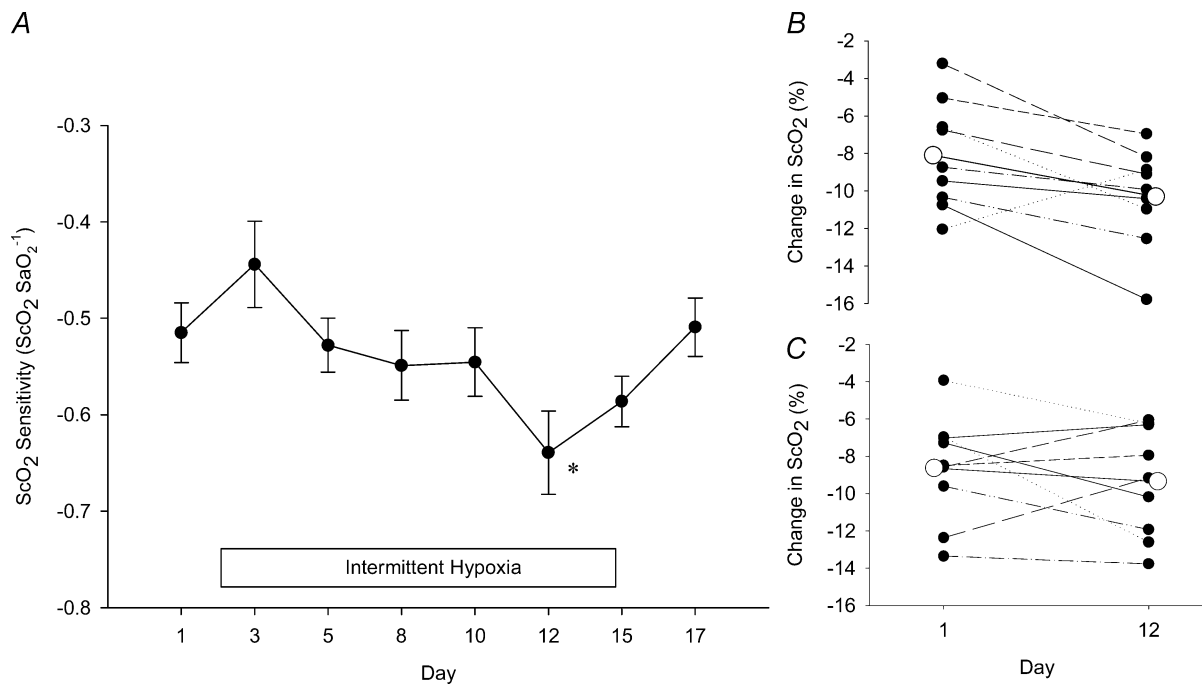 A
ScO2 Sensitivity (ScO2 SaO2-1)
-0.3
-0.4
-0.5
-0.6
-0.7
-0.8
*
Intermittent Hypoxia
1 3 5 8 10 12 15 17
Day
B
Change in ScO2 (%)
-2
-4
-6
-8
-10
-12
-14
-16
C
Change in ScO2 (%)
-2
-4
-6
-8
-10
-12
-14
-16
1 12
Day